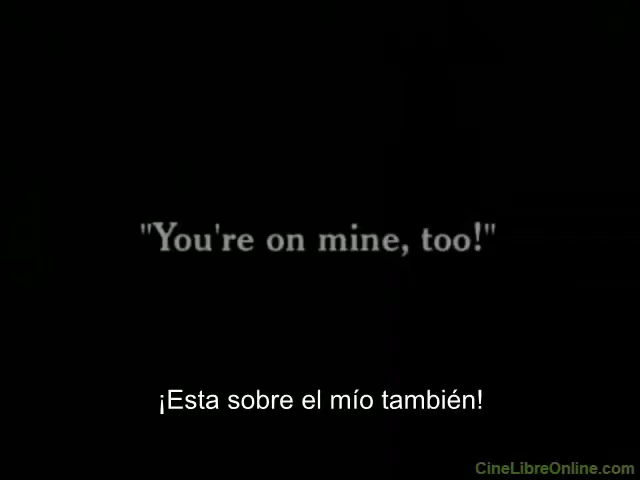 "You're on mine, too!"
¡Esta sobre el mío también!
CineLibreOnline.com